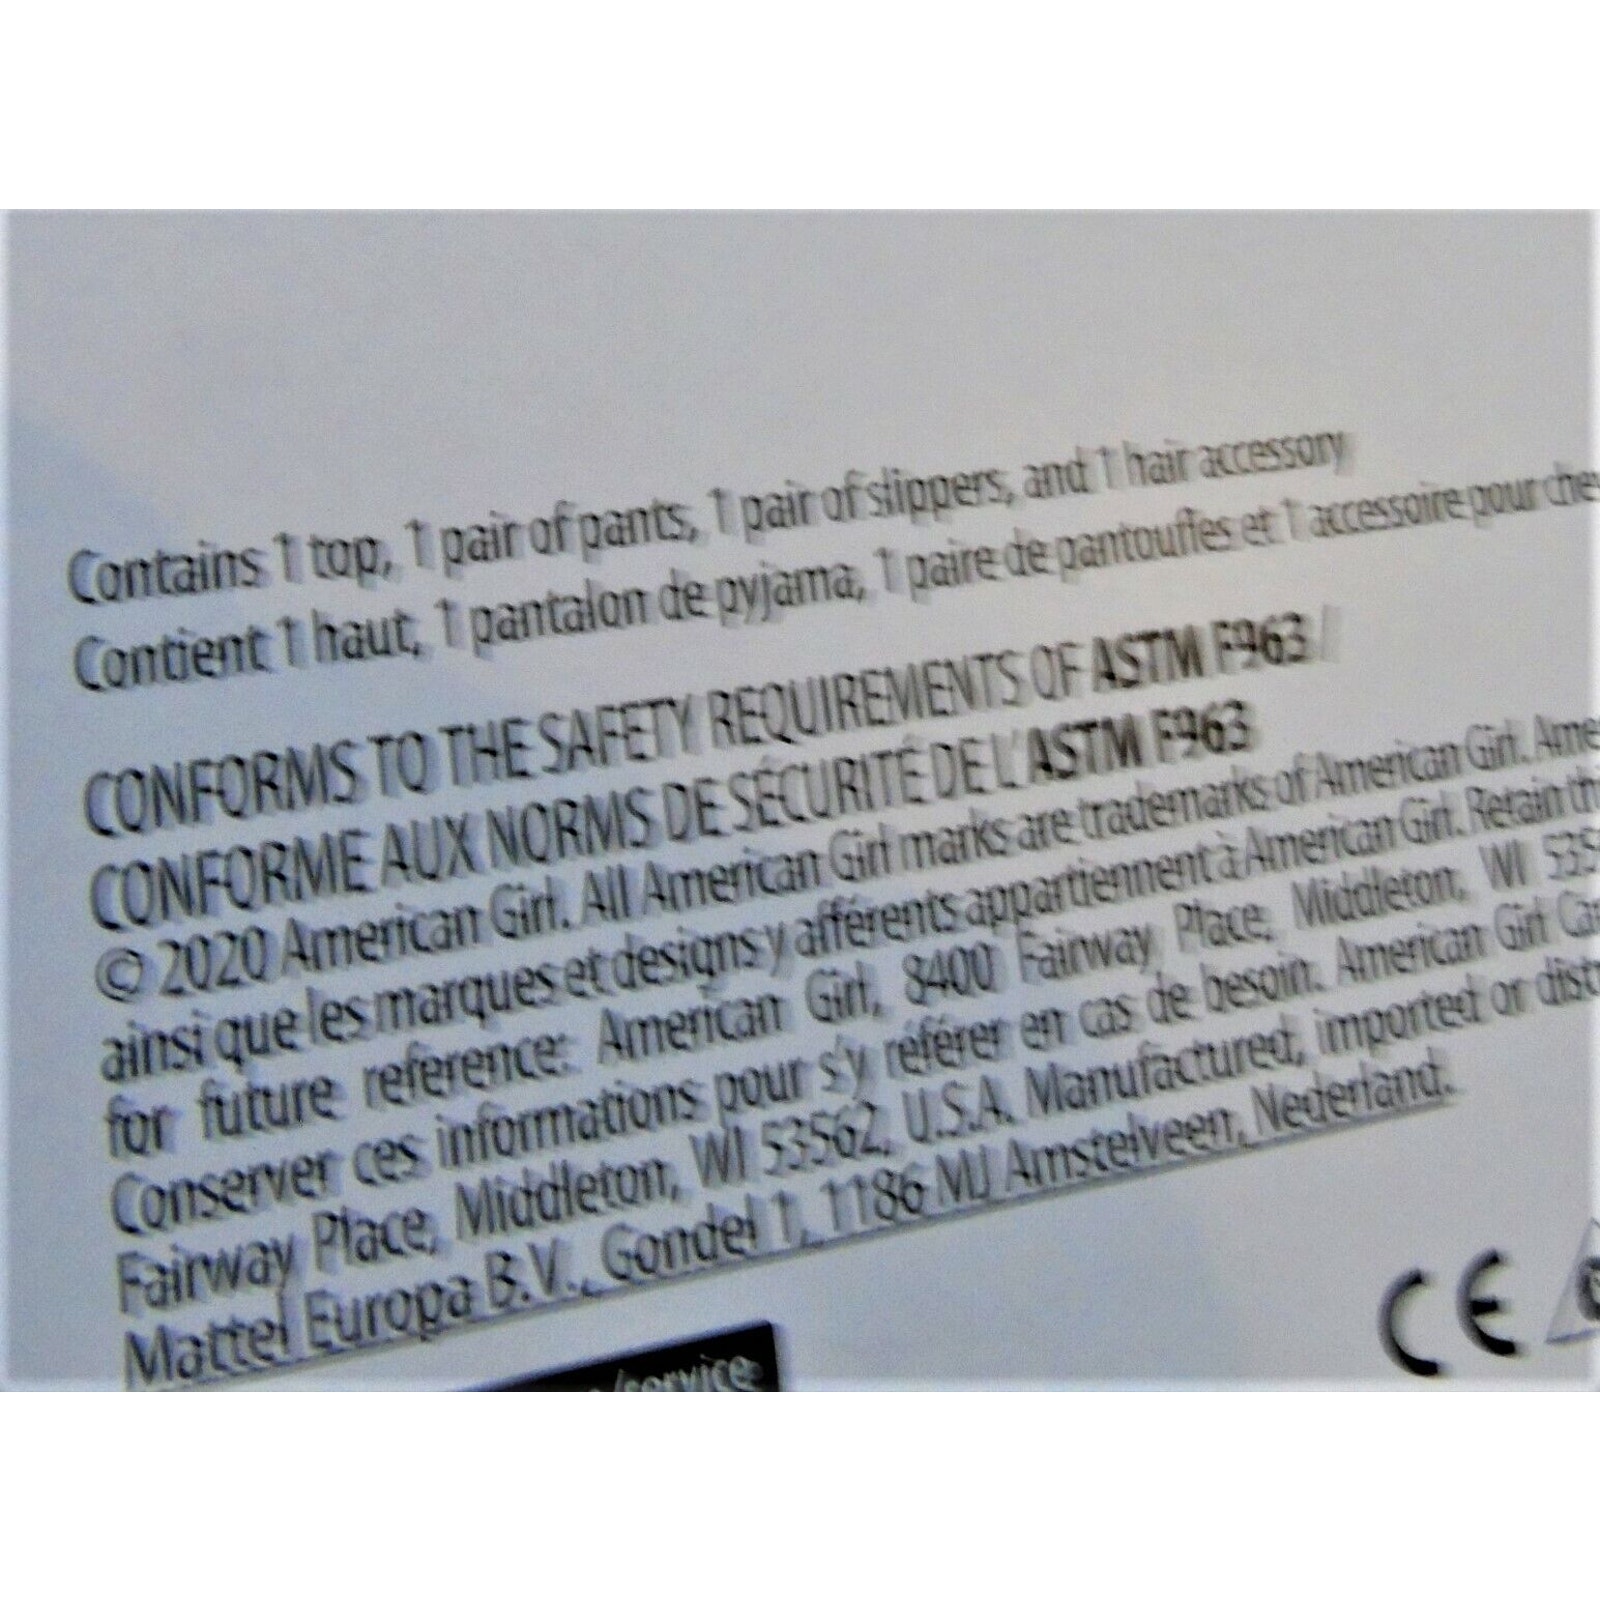 Contains 1 top, 1 pair of pants, 1 pair of slippers, and 1 hair accessory
Contient 1 haut, 1 pantalon de pyjama, 1 paire de pantoufles et 1 accessoire pour
CONFORMS TO THE SAFETY REQUIREMENTS OF ASTM F963 /
CONFORME AUX NORMS DE SÉCURITÉ DE L'ASTM F963
© 2020 American Girl. All American Girl marks are trademarks of American Girl.
ainsi que les marques et designs y afférents appartiennent à American Girl. Retain
for future reference: American Girl, 8400 Fairway Place, Middleton, WI
Conserver ces informations pour s'y référer en cas de besoin. American Girl
Fairway Place, Middleton, WI 53562, U.S.A. Manufactured, imported or
Mattel Europa B.V., Gondel 1, 1186 MJ Amstelveen, Nederland.
/service
CE